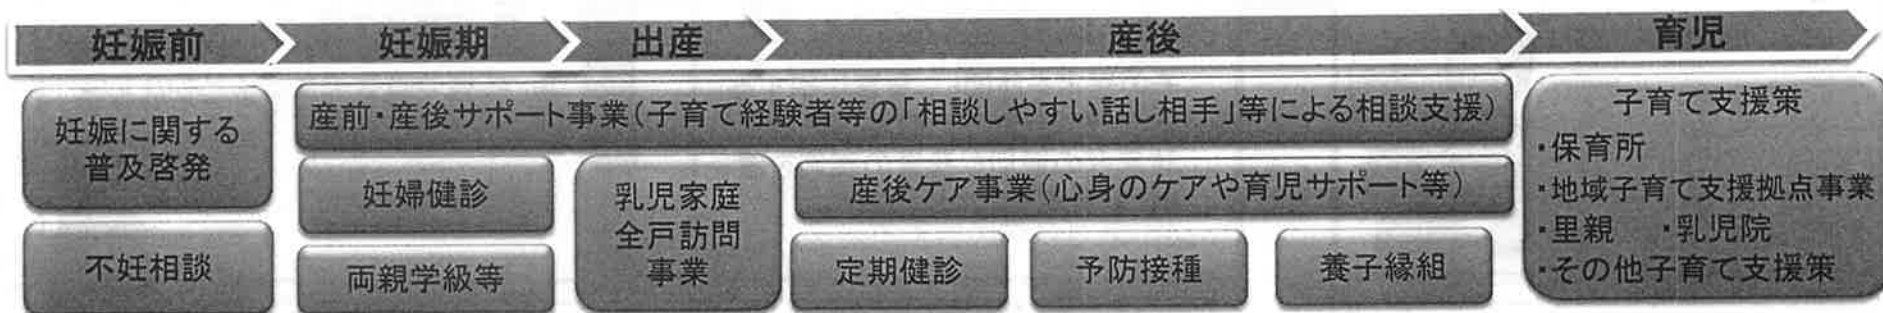 妊娠前
妊娠期
出産
産後
育児
妊娠に関する
普及啓発
不妊相談
産前・産後サポート事業(子育て経験者等の「相談しやすい話し相手」等による相談支援)
妊婦健診
両親学級等
乳児家庭
全戸訪問
事業
産後ケア事業(心身のケアや育児サポート等)
定期健診
予防接種
養子縁組
子育て支援策
・保育所
・地域子育て支援拠点事業
・里親　・乳児院
・その他子育て支援策